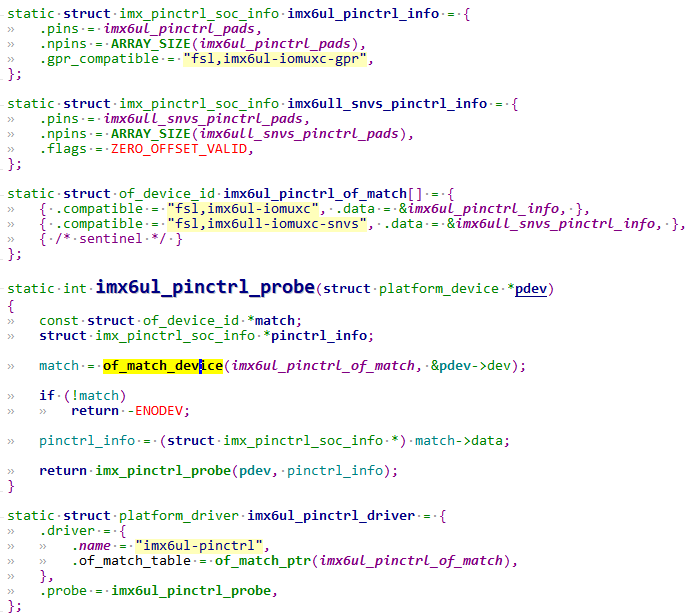 static struct imx_pinctrl_soc_info imx6ul_pinctrl_info = {
    .pins = imx6ul_pinctrl_pads,
    .npins = ARRAY_SIZE(imx6ul_pinctrl_pads),
    .gpr_compatible = "fsl,imx6ul-iomuxc-gpr",
};

static struct imx_pinctrl_soc_info imx6ull_snvs_pinctrl_info = {
    .pins = imx6ull_snvs_pinctrl_pads,
    .npins = ARRAY_SIZE(imx6ull_snvs_pinctrl_pads),
    .flags = ZERO_OFFSET_VALID,
};

static struct of_device_id imx6ul_pinctrl_of_match[] = {
    { .compatible = "fsl,imx6ul-iomuxc", .data = &imx6ul_pinctrl_info, },
    { .compatible = "fsl,imx6ull-iomuxc-snvs", .data = &imx6ull_snvs_pinctrl_info, },
    { /* sentinel */ }
};

static int imx6ul_pinctrl_probe(struct platform_device *pdev)
{
    const struct of_device_id *match;
    struct imx_pinctrl_soc_info *pinctrl_info;

    match = of_match_device(imx6ul_pinctrl_of_match, &pdev->dev);

    if (!match)
        return -ENODEV;

    pinctrl_info = (struct imx_pinctrl_soc_info *) match->data;

    return imx_pinctrl_probe(pdev, pinctrl_info);
}

static struct platform_driver imx6ul_pinctrl_driver = {
    .driver = {
        .name = "imx6ul-pinctrl",
        .of_match_table = of_match_ptr(imx6ul_pinctrl_of_match),
    },
    .probe = imx6ul_pinctrl_probe,
};